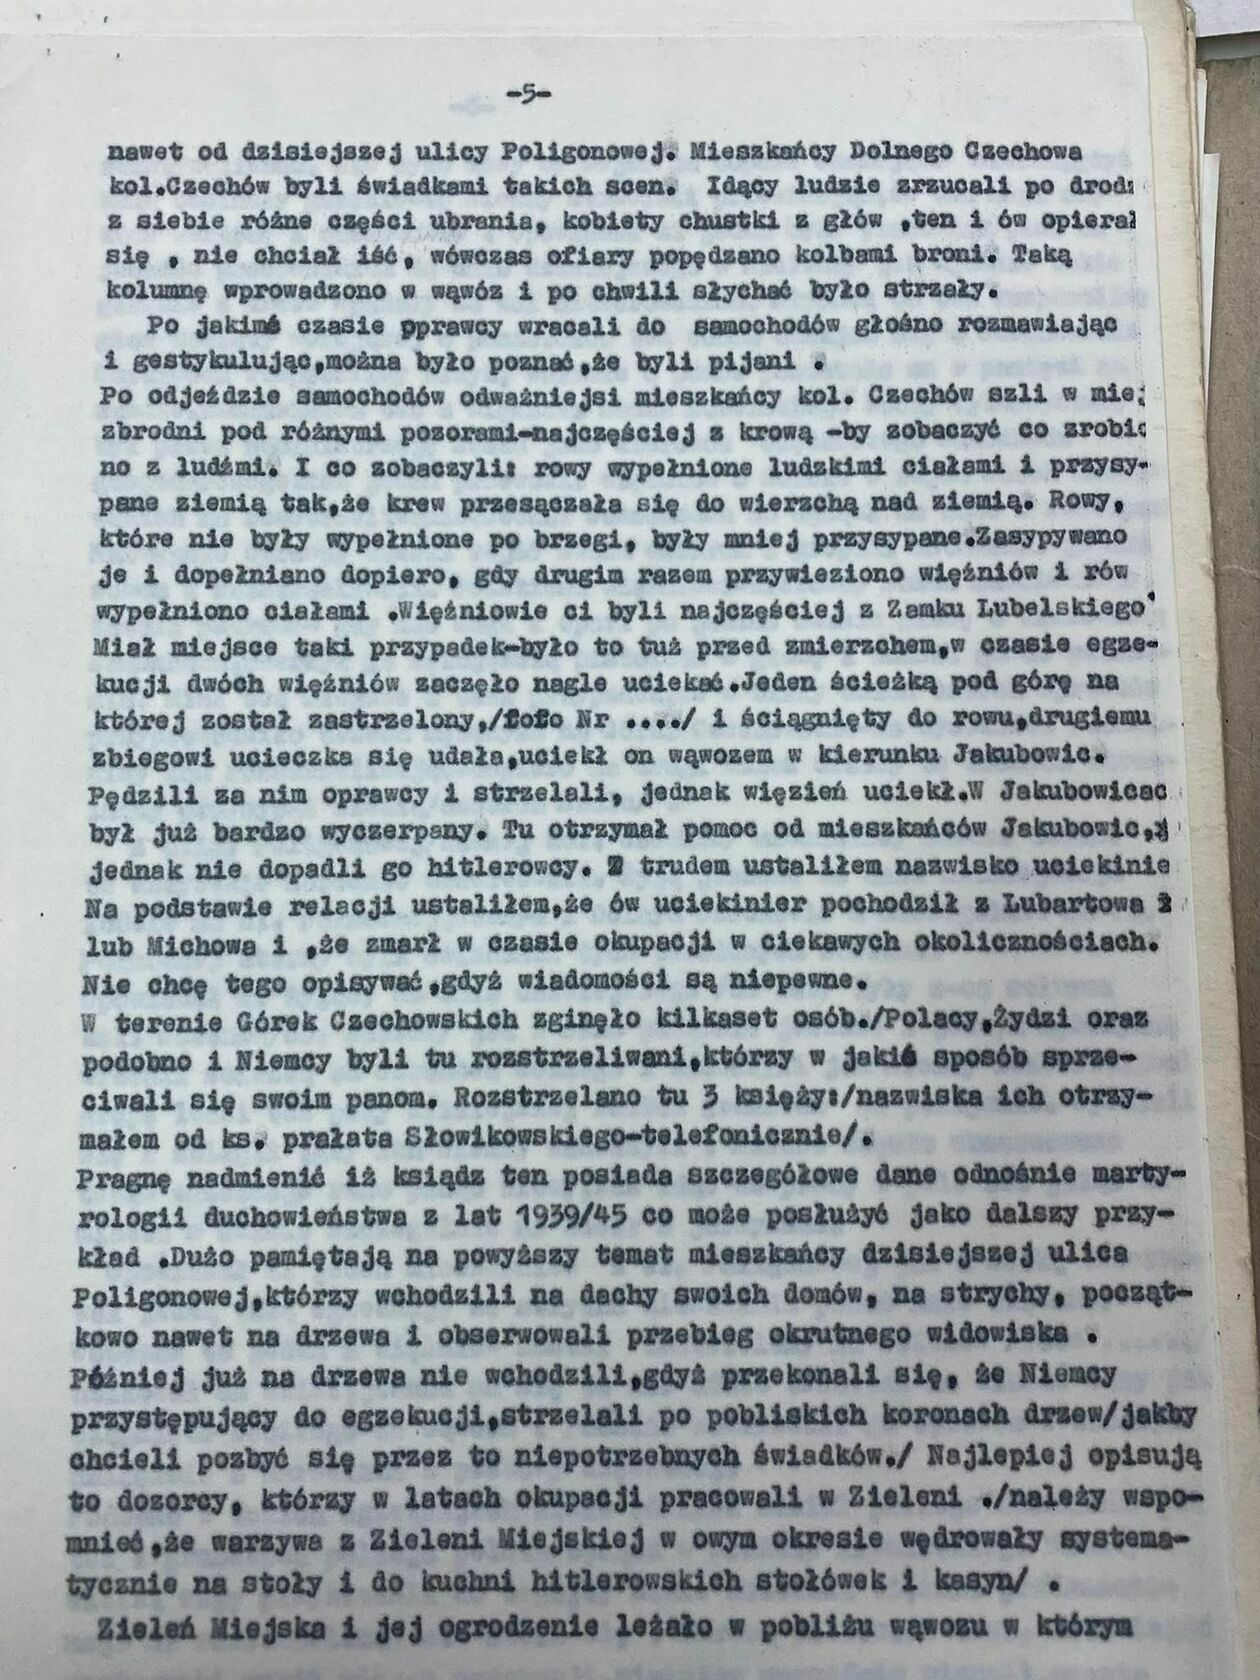 -5-
nawet od dzisiejszej ulicy Poligonowej. Mieszkańcy Dolnego Czechowa
kol.Czechów byli świadkami takich scen. Idący ludzie zrzucali po drod
z siebie różne części ubrania, kobiety chustki z głów ,ten i ów opierał
się , nie chciał iść, wówczas ofiary popędzano kolbami broni. Taką
kolumnę wprowadzono w wąwóz i po chwili słychać było strzały.
Po jakimś czasie oprawcy wracali do samochodów głośno rozmawiając
i gestykulując,można było poznać,że byli pijani .
Po odjeździe samochodów odważniejsi mieszkańcy kol. Czechów szli w miej
zbrodni pod różnymi pozorami-najczęściej z krową -by zobaczyć co zrobio
no z ludźmi. I co zobaczyli: rowy wypełnione ludzkimi ciałami i przysy-
pane ziemią tak,że krew przesączała się do wierzchą nad ziemią. Rowy,
które nie były wypełnione po brzegi, były mniej przysypane.Zasypywano
je i dopełniano dopiero, gdy drugim razem przywieziono więźniów i rów
wypełniono ciałami .Więźniowie ci byli najczęściej z Zamku Lubelskiego
Miał miejsce taki przypadek-było to tuż przed zmierzchem,w czasie egze-
kucji dwóch więźniów zaczęło nagle uciekać.Jeden ścieżką pod górę na
której został zastrzelony,/fofo Nr ..../ i ściągnięty do rowu,drugiemu
zbiegowi ucieczka się udała,uciekł on wąwozem w kierunku Jakubowic.
Pędzili za nim oprawcy i strzelali, jednak więzień uciekł.W Jakubowicac
był już bardzo wyczerpany. Tu otrzymał pomoc od mieszkańców Jakubowic,
jednak nie dopadli go hitlerowcy. Z trudem ustaliłem nazwisko uciekinie
Na podstawie relacji ustaliłem,że ów uciekinier pochodził z Lubartowa
lub Michowa i ,że zmarł w czasie okupacji w ciekawych okolicznościach.
Nie chcę tego opisywać,gdyż wiadomości są niepewne.
W terenie Górek Czechowskich zginęło kilkaset osób./Polacy,Żydzi oraz
podobno i Niemcy byli tu rozstrzeliwani,którzy w jakiś sposób sprze-
ciwali się swoim panom. Rozstrzelano tu 3 księży:/nazwiska ich otrzy-
małem od ks. prałata Słowikowskiego-telefonicznie/.
Pragnę nadmienić iż ksiądz ten posiada szczegółowe dane odnośnie marty-
rologii duchowieństwa z lat 1939/45 co może posłużyć jako dalszy przy-
kład .Dużo pamiętają na powyższy temat mieszkańcy dzisiejszej ulica
Poligonowej,którzy wchodzili na dachy swoich domów, na strychy, począt-
kowo nawet na drzewa i obserwowali przebieg okrutnego widowiska .
Później już na drzewa nie wchodzili,gdyż przekonali się, że Niemcy
przystępujący do egzekucji,strzelali po pobliskich koronach drzew/jakby
chcieli pozbyć się przez to niepotrzebnych świadków./ Najlepiej opisują
to dozorcy, którzy w latach okupacji pracowali w Zieleni ./należy wspo-
mnieć,że warzywa z Zieleni Miejskiej w owym okresie wędrowały systema-
tycznie na stoły i do kuchni hitlerowskich stołówek i kasyn/ .
Zieleń Miejska i jej ogrodzenie leżało w pobliżu wąwozu w którym